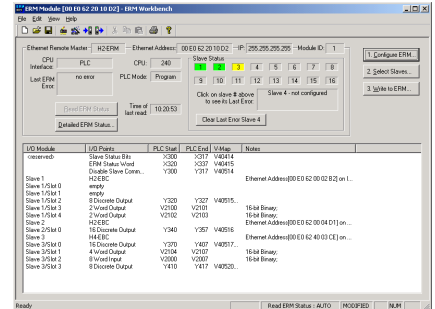 ERM Module [00 E0 62 20 10 D2] - ERM Workbench
File Edit View Help
Ethernet Remote Master H2-ERM Ethernet Address: 00 E0 62 20 10 D2 IP: 255.255.255.255 Module ID: 1
CPU Interface: PLC CPU: 240
Last ERM Error: no error PLC Mode: Program
Read ERM Status Time of last read: 10:20:53
Detailed ERM Status...
Slave Status
1 2 3 4 5 6 7 8
9 10 11 12 13 14 15 16
Click on slave # above to see its Last Error: Slave 4 - not configured
Clear Last Error Slave 4
1. Configure ERM...
2. Select Slaves...
3. Write to ERM...
I/O Module I/O Points PLC Start PLC End V-Map Notes
<reserved> Slave Status Bits X300 X317 V40414
ERM Status Word X320 X337 V40415
Disable Slave Comm... Y300 Y317 V40514
Slave 1 H2-EBC Ethernet Address[00 E0 62 00 02 B2] on I...
Slave 1/Slot 0 empty
Slave 1/Slot 1 empty
Slave 1/Slot 2 8 Discrete Output Y320 Y327 V40515...
Slave 1/Slot 3 2 Word Output V2100 V2101 16-bit Binary;
Slave 1/Slot 4 2 Word Output V2102 V2103 16-bit Binary;
Slave 2 H2-EBC Ethernet Address[00 E0 62 00 04 D1] on ...
Slave 2/Slot 0 16 Discrete Output Y340 Y357 V40516
Slave 3 H4-EBC Ethernet Address[00 E0 62 40 03 CE] on ...
Slave 3/Slot 0 16 Discrete Output Y370 Y407 V40517...
Slave 3/Slot 1 4 Word Output V2104 V2107 16-bit Binary;
Slave 3/Slot 2 8 Word Input V2000 V2007 16-bit Binary;
Slave 3/Slot 3 8 Discrete Output Y410 Y417 V40520...
Ready Read ERM Status : AUTO MODIFIED NUM